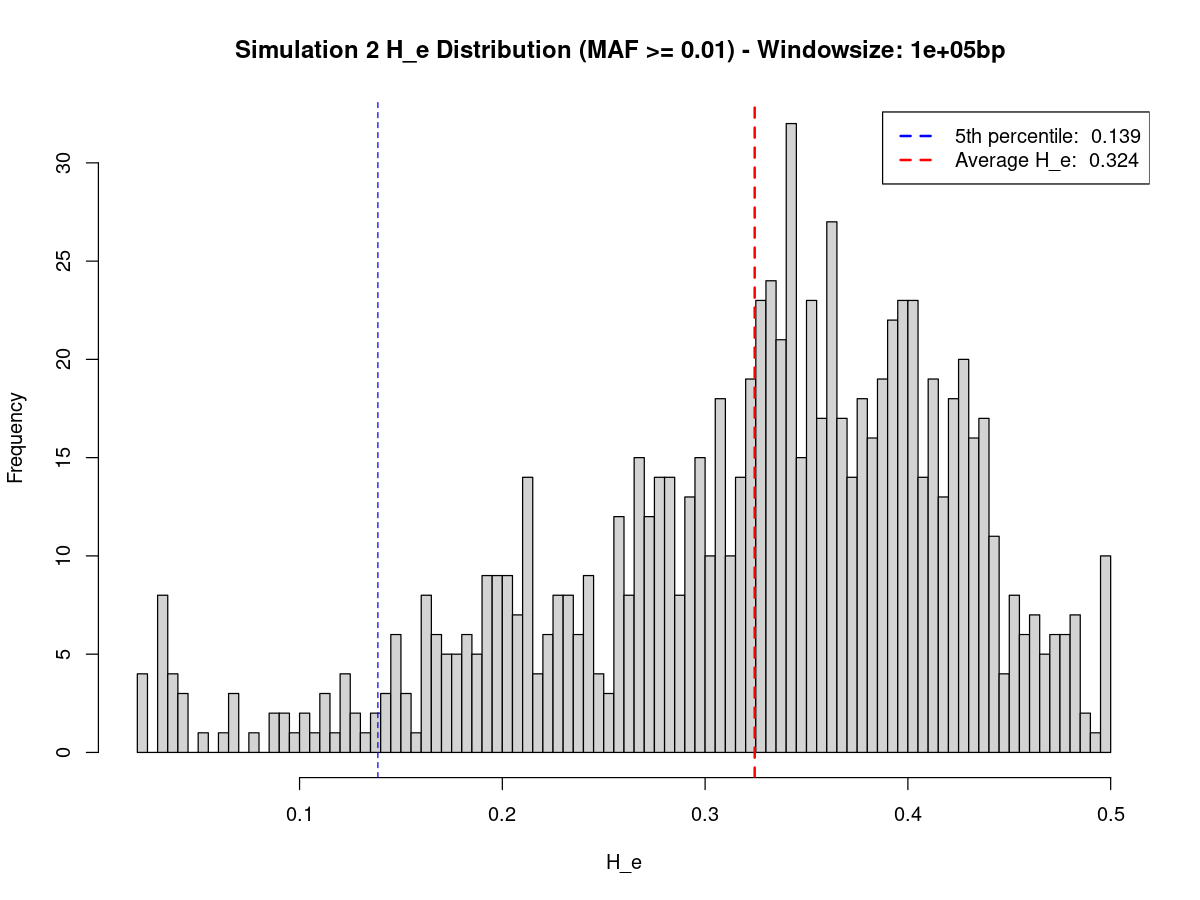 Simulation 2 H_e Distribution (MAF >= 0.01) - Windowsize: 1e+05bp
5th percentile:  0.139
Average H_e:  0.324
Frequency
30
25
20
15
10
5
0
0.1 0.2 0.3 0.4 0.5
H_e